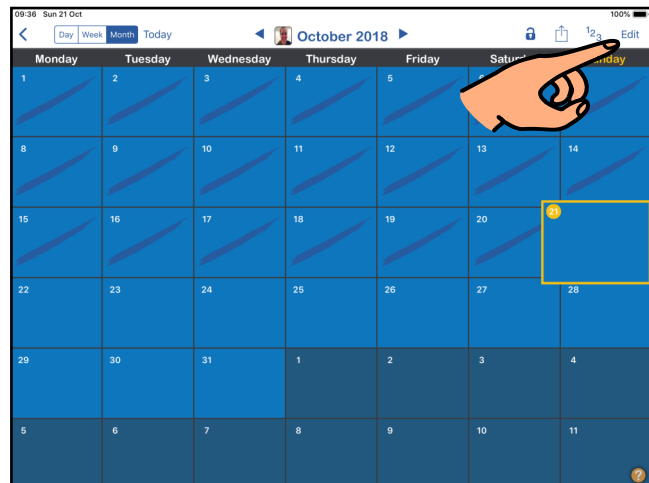 09:36 Sun 21 Oct 100%
Day Week Month Today October 2018 123 Edit
Monday Tuesday Wednesday Thursday Friday
1 2 3 4 5
8 9 10 11 12 13 14
15 16 17 18 19 20 21
22 23 24 25 26 27 28
29 30 31 1 2 3 4
5 6 7 8 9 10 11
?